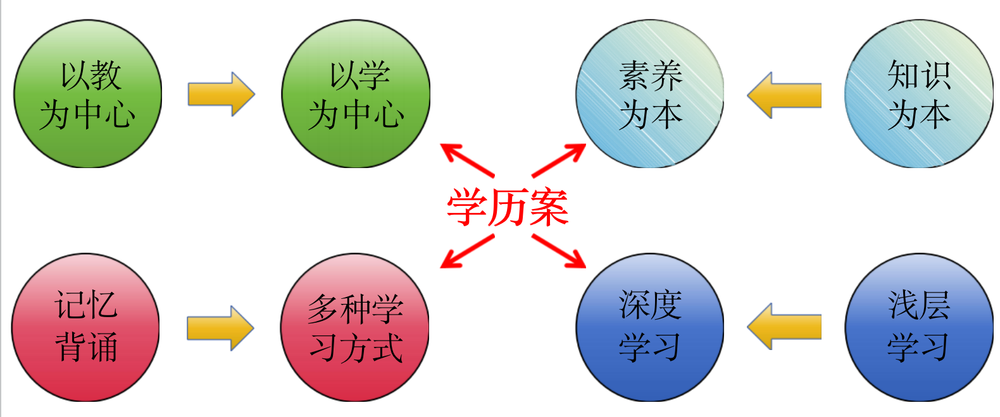 以教
为中心
以学
为中心
素养
为本
知识
为本
学历案
记忆
背诵
多种学
习方式
深度
学习
浅层
学习